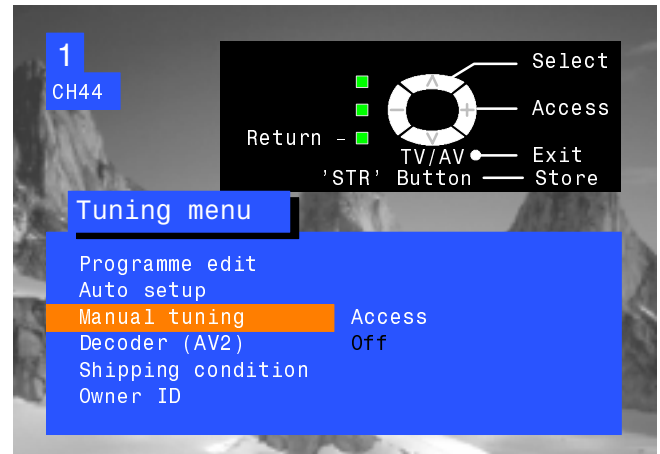 1
CH44
Select
Access
Return –
TV/AV Exit
'STR' Button Store
Tuning menu
Programme edit
Auto setup
Manual tuning Access
Decoder (AV2) Off
Shipping condition
Owner ID